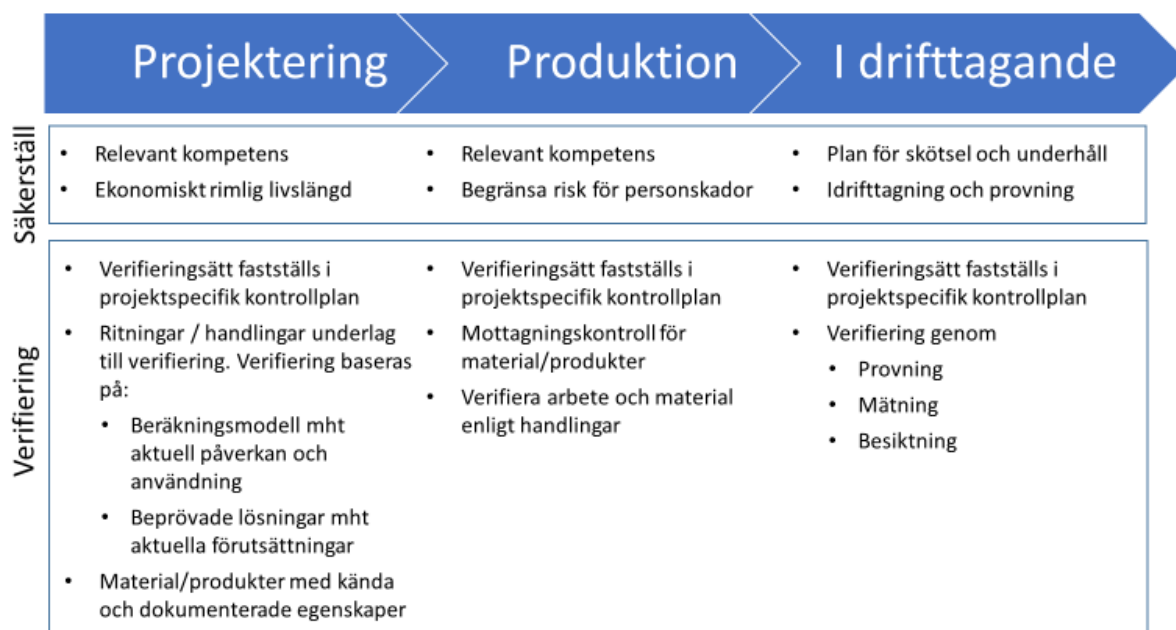 Projektering
Produktion
I drifttagande
Säkerställ
• Relevant kompetens
• Ekonomiskt rimlig livslängd
• Relevant kompetens
• Begränsa risk för personskador
• Plan för skötsel och underhåll
• Idrifttagning och provning
Verifiering
• Verifieringsätt fastställs i
projektspecifik kontrollplan
• Ritningar / handlingar underlag
till verifiering. Verifiering baseras
på:
• Beräkningsmodell mht
aktuell påverkan och
användning
• Beprövade lösningar mht
aktuella förutsättningar
• Material/produkter med kända
och dokumenterade egenskaper
• Verifieringsätt fastställs i
projektspecifik kontrollplan
• Mottagningskontroll för
material/produkter
• Verifiera arbete och material
enligt handlingar
• Verifieringsätt fastställs i
projektspecifik kontrollplan
• Verifiering genom
• Provning
• Mätning
• Besiktning